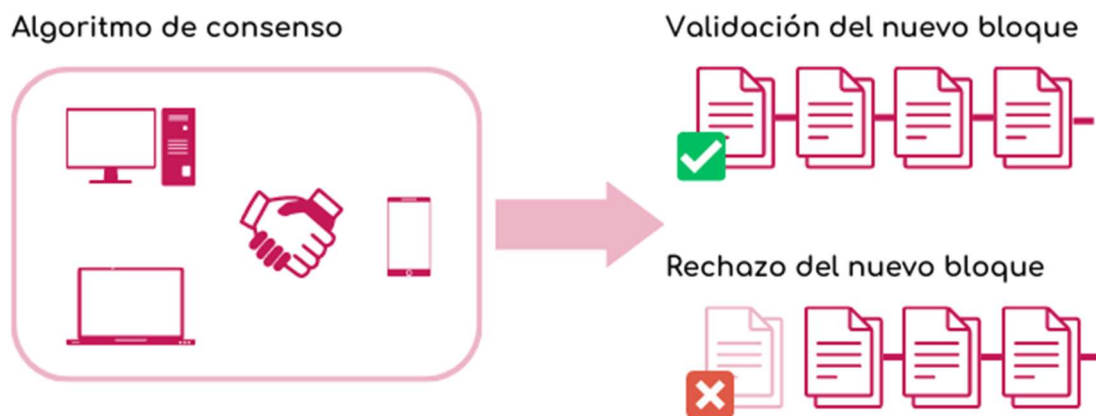 Algoritmo de consenso
Validación del nuevo bloque
Rechazo del nuevo bloque